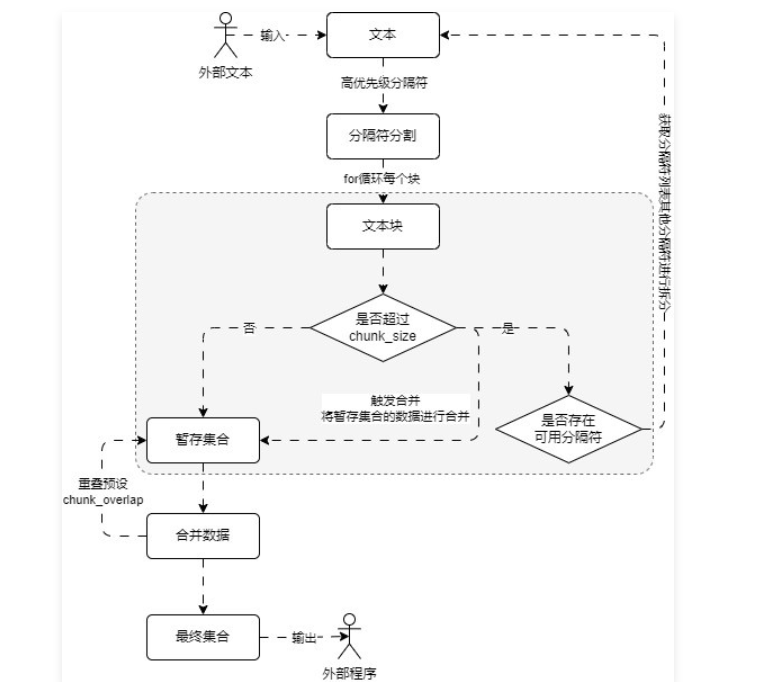 输入
文本
外部文本
高优先级分隔符
分隔符分割
for循环每个块
获取分隔符列表其他分隔符进行拆分
文本块
是否超过
chunk_size
否
是
触发合并
将暂存集合的数据进行合并
是否存在
可用分隔符
暂存集合
重叠预设
chunk_overlap
合并数据
最终集合
输出
外部程序